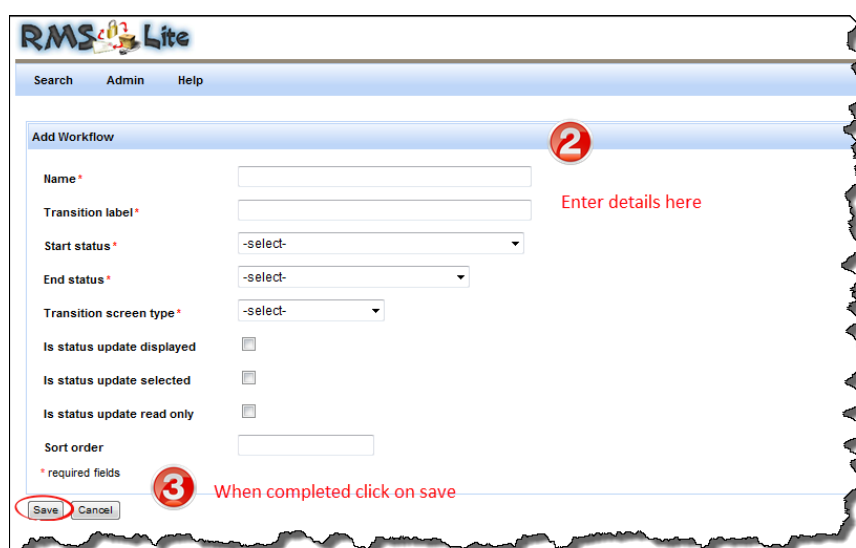 RMS Lite
Search Admin Help
Add Workflow
2
Name *
Enter details here
Transition label *
Start status * -select-
End status * -select-
Transition screen type * -select-
Is status update displayed
Is status update selected
Is status update read only
Sort order
* required fields
3
When completed click on save
Save Cancel